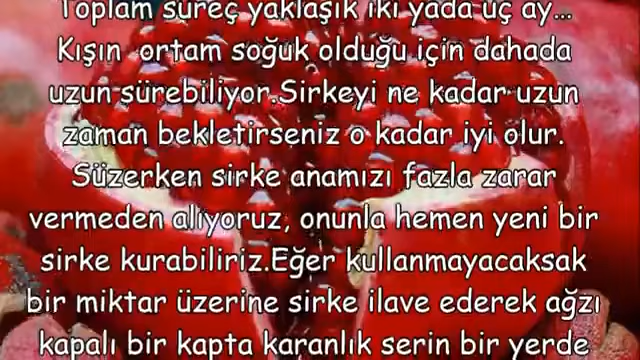 Toplam süreç yaklaşık iki yada üç ay...
Kışın ortam soğuk olduğu için dahada
uzun sürebiliyor.Sirkeyi ne kadar uzun
zaman bekletirseniz o kadar iyi olur.
Süzerken sirke anamızı fazla zarar
vermeden alıyoruz, onunla hemen yeni bir
sirke kurabiliriz.Eğer kullanmayacaksak
bir miktar üzerine sirke ilave ederek ağzı
kapalı bir kapta karanlık serin bir yerde